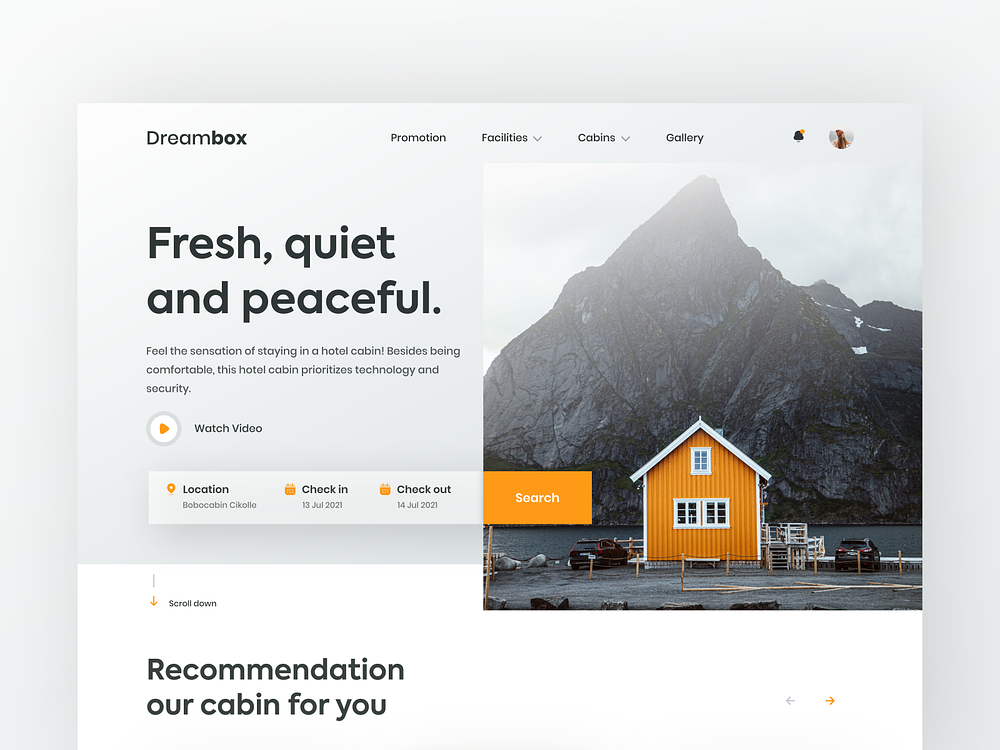 Dreambox
Promotion
Facilities
Cabins
Gallery
Fresh, quiet
and peaceful.
Feel the sensation of staying in a hotel cabin! Besides being
comfortable, this hotel cabin prioritizes technology and
security.
Watch Video
Location
Bobocabin Cikolle
Check in
13 Jul 2021
Check out
14 Jul 2021
Search
Scroll down
Recommendation
our cabin for you